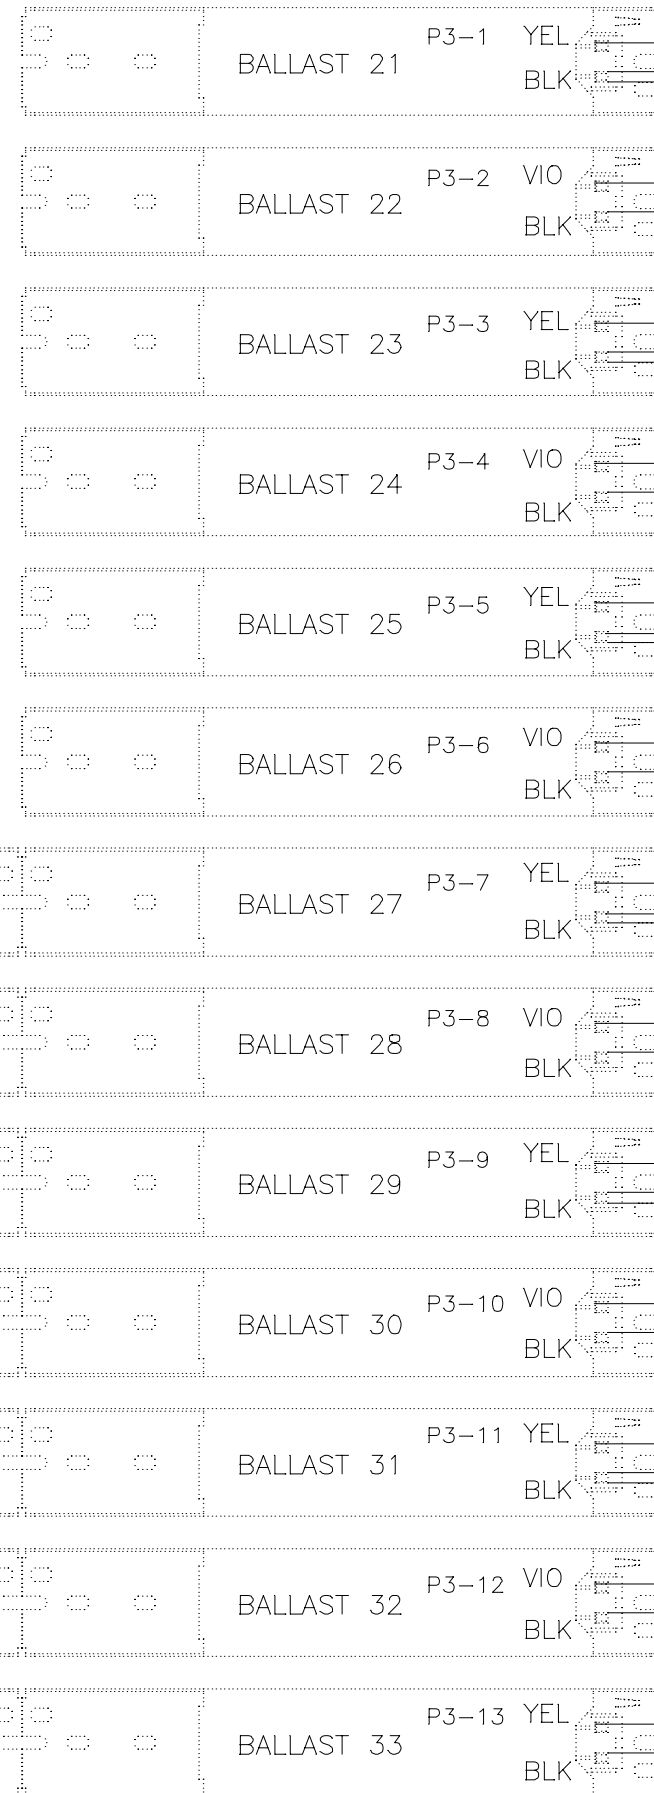 P3-1 YEL
BALLAST 21
BLK
P3-2 VIO
BALLAST 22
BLK
P3-3 YEL
BALLAST 23
BLK
P3-4 VIO
BALLAST 24
BLK
P3-5 YEL
BALLAST 25
BLK
P3-6 VIO
BALLAST 26
BLK
P3-7 YEL
BALLAST 27
BLK
P3-8 VIO
BALLAST 28
BLK
P3-9 YEL
BALLAST 29
BLK
P3-10 VIO
BALLAST 30
BLK
P3-11 YEL
BALLAST 31
BLK
P3-12 VIO
BALLAST 32
BLK
P3-13 YEL
BALLAST 33
BLK